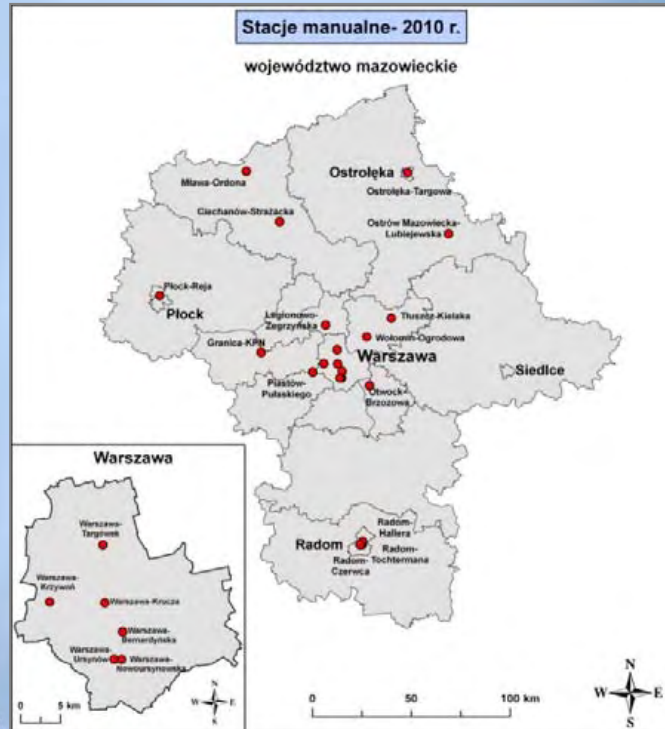 Stacje manualne- 2010 r.
województwo mazowieckie
Mława-Ordona
Ostrołęka
Ostrołęka-Targowa
Ciechanów-Strażacka
Ostrów Mazowiecka-
Lubiejewska
Płock-Reja
Płock
Legionowo-
Zegrzyńska
Tłuszcz-Kielaka
Wołomin-Ogrodowa
Granica-KPN
Warszawa
Siedlce
Piastów-
Pułaskiego
Otwock-
Brzozowa
Radom-
Hallera
Radom
Radom-
Tochtermana
Radom-
Czerwca
Warszawa
Warszawa-
Targówek
Warszawa-
Krzywoń
Warszawa-Krucza
Warszawa-
Bernardyńska
Warszawa-
Ursynów
Warszawa-
Nowoursynowska
0 5 km
N
W E
S
0 50 100 km
N
W E
S